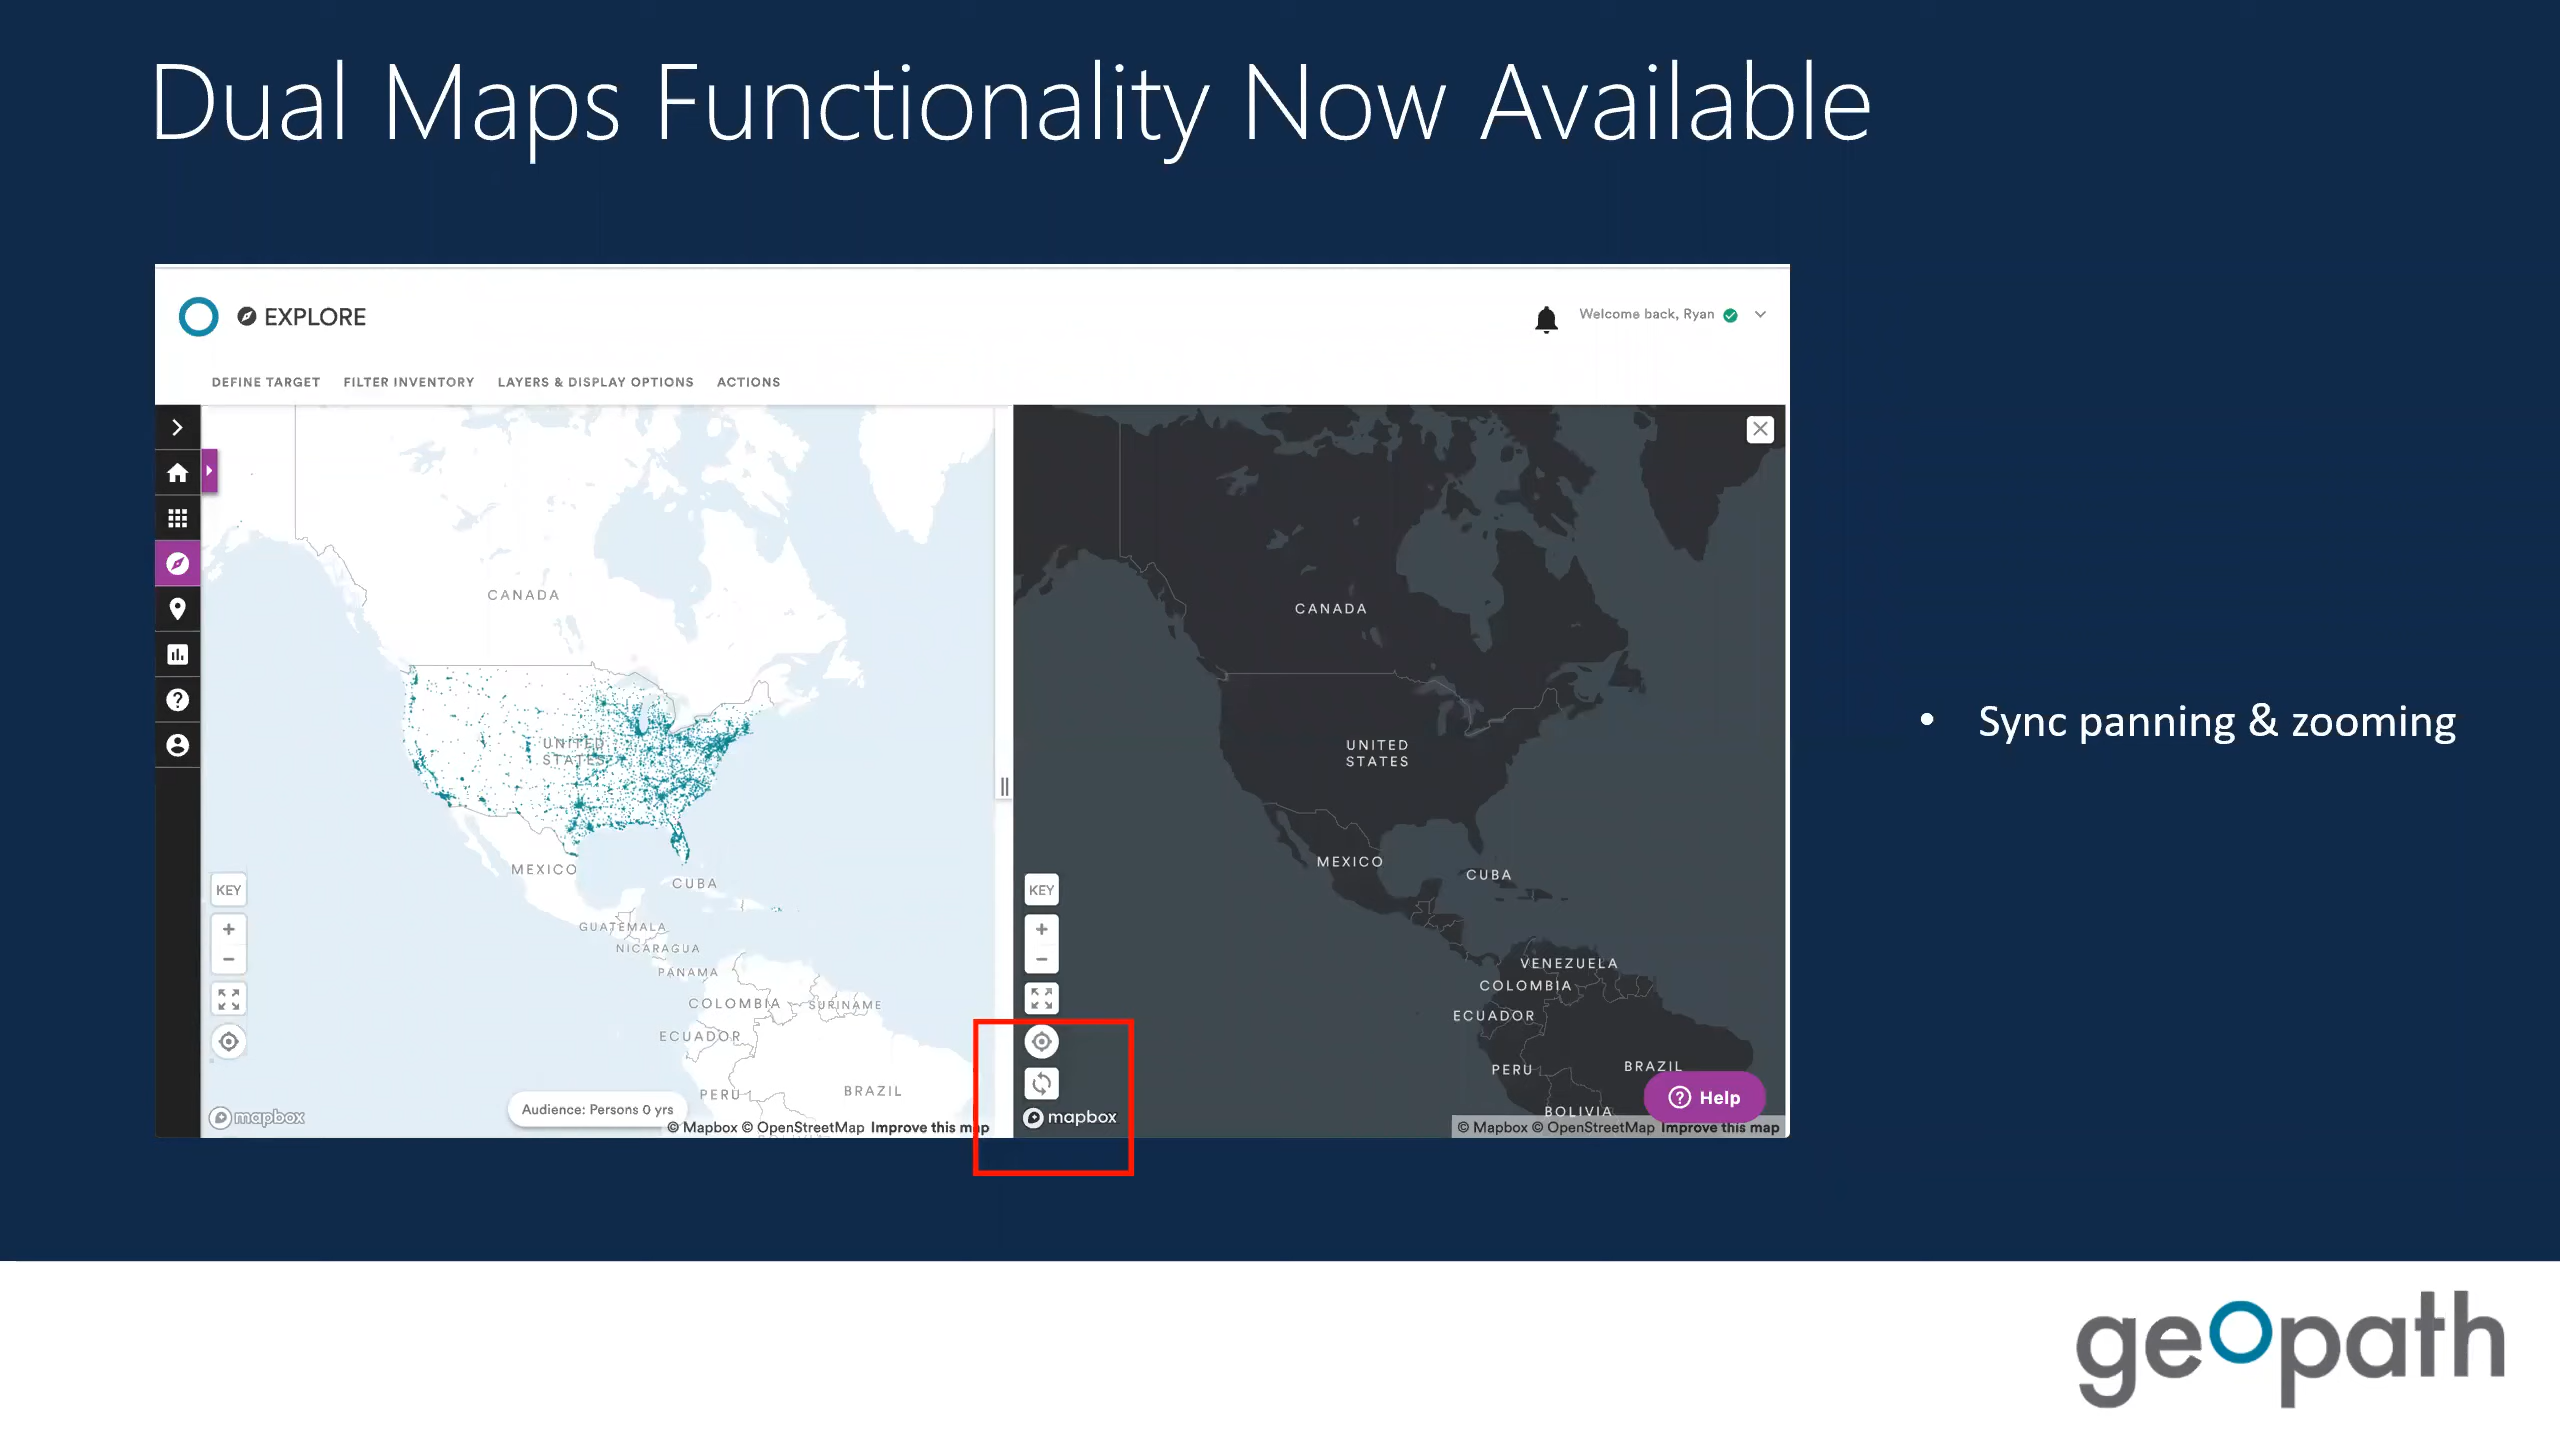 Dual Maps Functionality Now Available
EXPLORE
Welcome back, Ryan
DEFINE TARGET FILTER INVENTORY LAYERS & DISPLAY OPTIONS ACTIONS
CANADA
UNITED
STATES
MEXICO
CUBA
GUATEMALA
NICARAGUA
PANAMA
COLOMBIA
SURINAME
ECUADOR
PERU
BRAZIL
KEY
+
−
mapbox
Audience: Persons 0 yrs
© Mapbox © OpenStreetMap Improve this map
CANADA
UNITED
STATES
MEXICO
CUBA
VENEZUELA
COLOMBIA
ECUADOR
PERU
BRAZIL
BOLIVIA
KEY
+
−
mapbox
Help
© Mapbox © OpenStreetMap Improve this map
• Sync panning & zooming
geopath